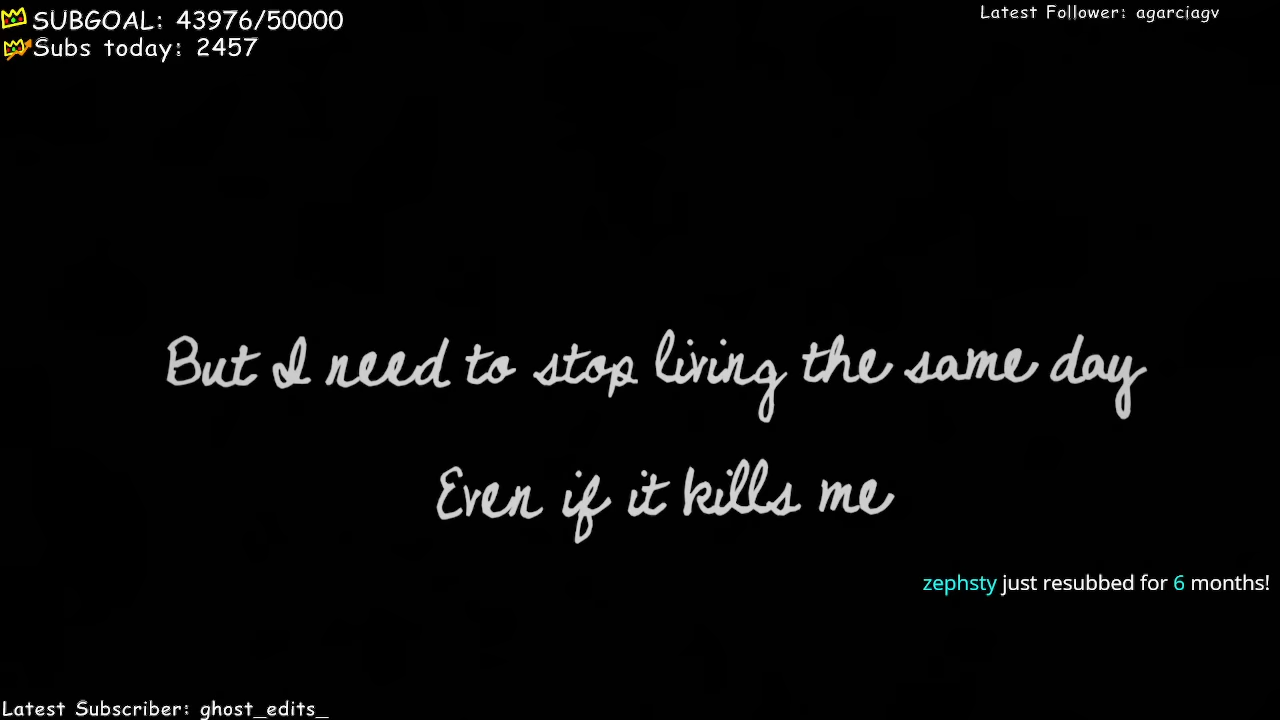 SUBGOAL: 43976/50000
Subs today: 2457
Latest Follower: agarciagv
But I need to stop living the same day
Even if it kills me
zephsty just resubbed for 6 months!
Latest Subscriber: ghost_edits_